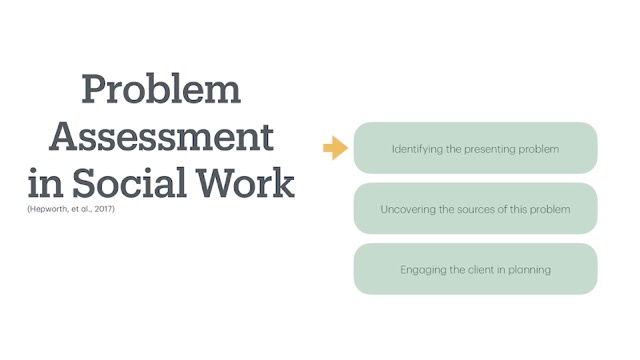 Problem
Assessment
in Social Work
(Hepworth, et al., 2017)
Identifying the presenting problem
Uncovering the sources of this problem
Engaging the client in planning